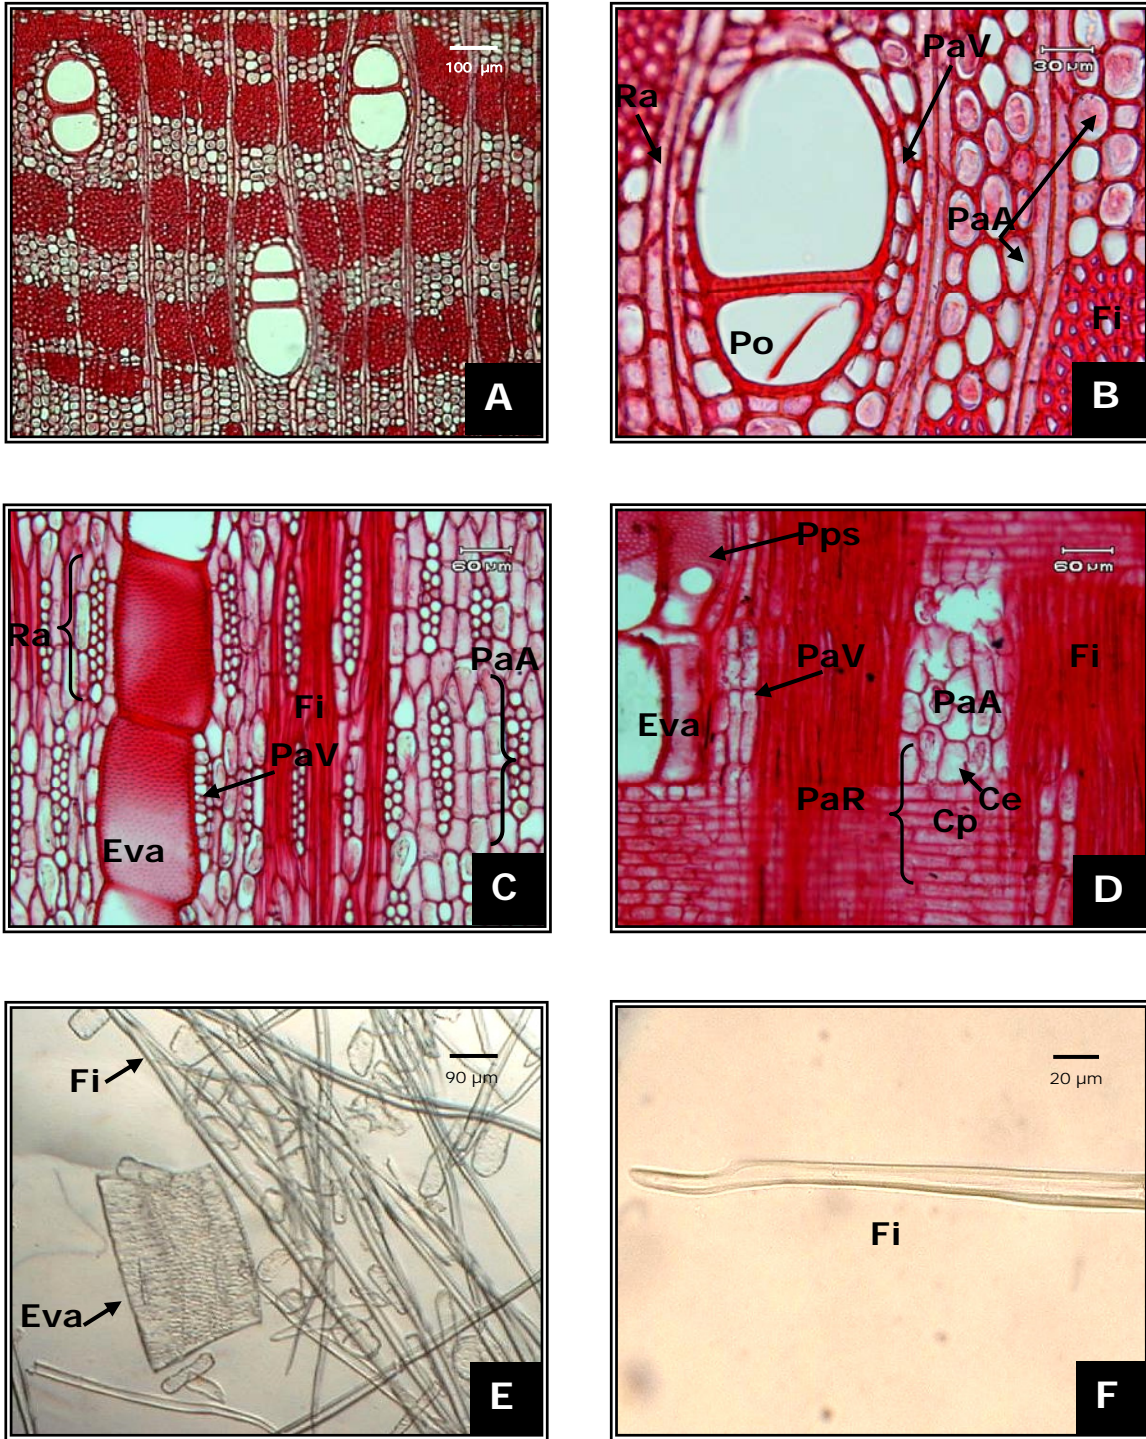 100 µm
A
PaV
30 µm
Ra
PaA
Po
Fi
B
60 µm
Ra
PaA
Fi
PaV
Eva
C
Pps
60 µm
PaV
Fi
PaA
Eva
PaR
Ce
Cp
D
90 µm
Fi
Eva
E
20 µm
Fi
F